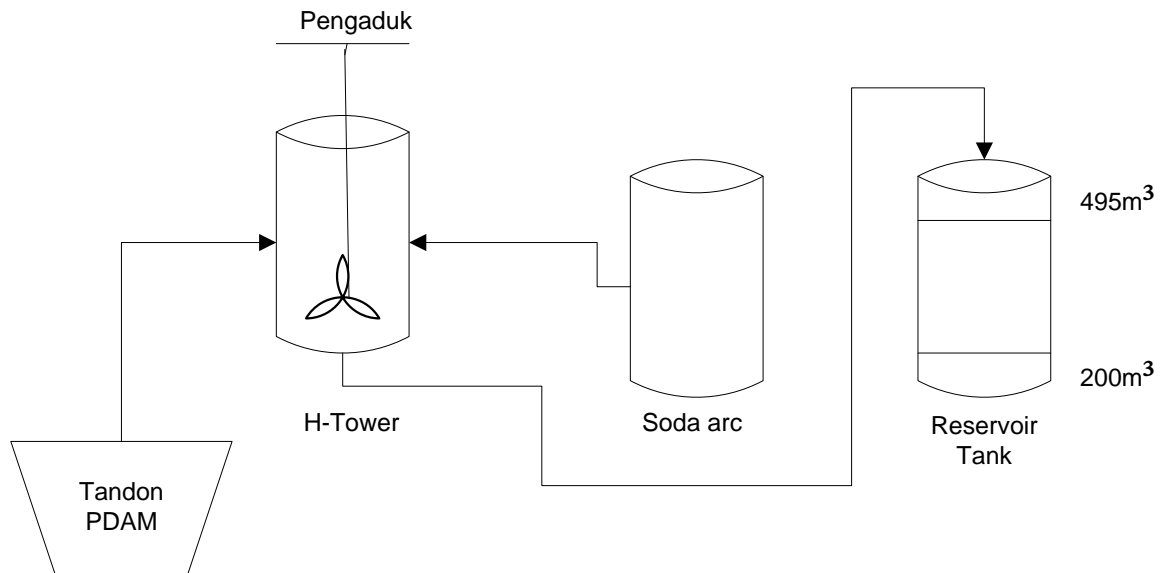 Pengaduk
495m³
200m³
H-Tower
Soda arc
Reservoir
Tank
Tandon
PDAM